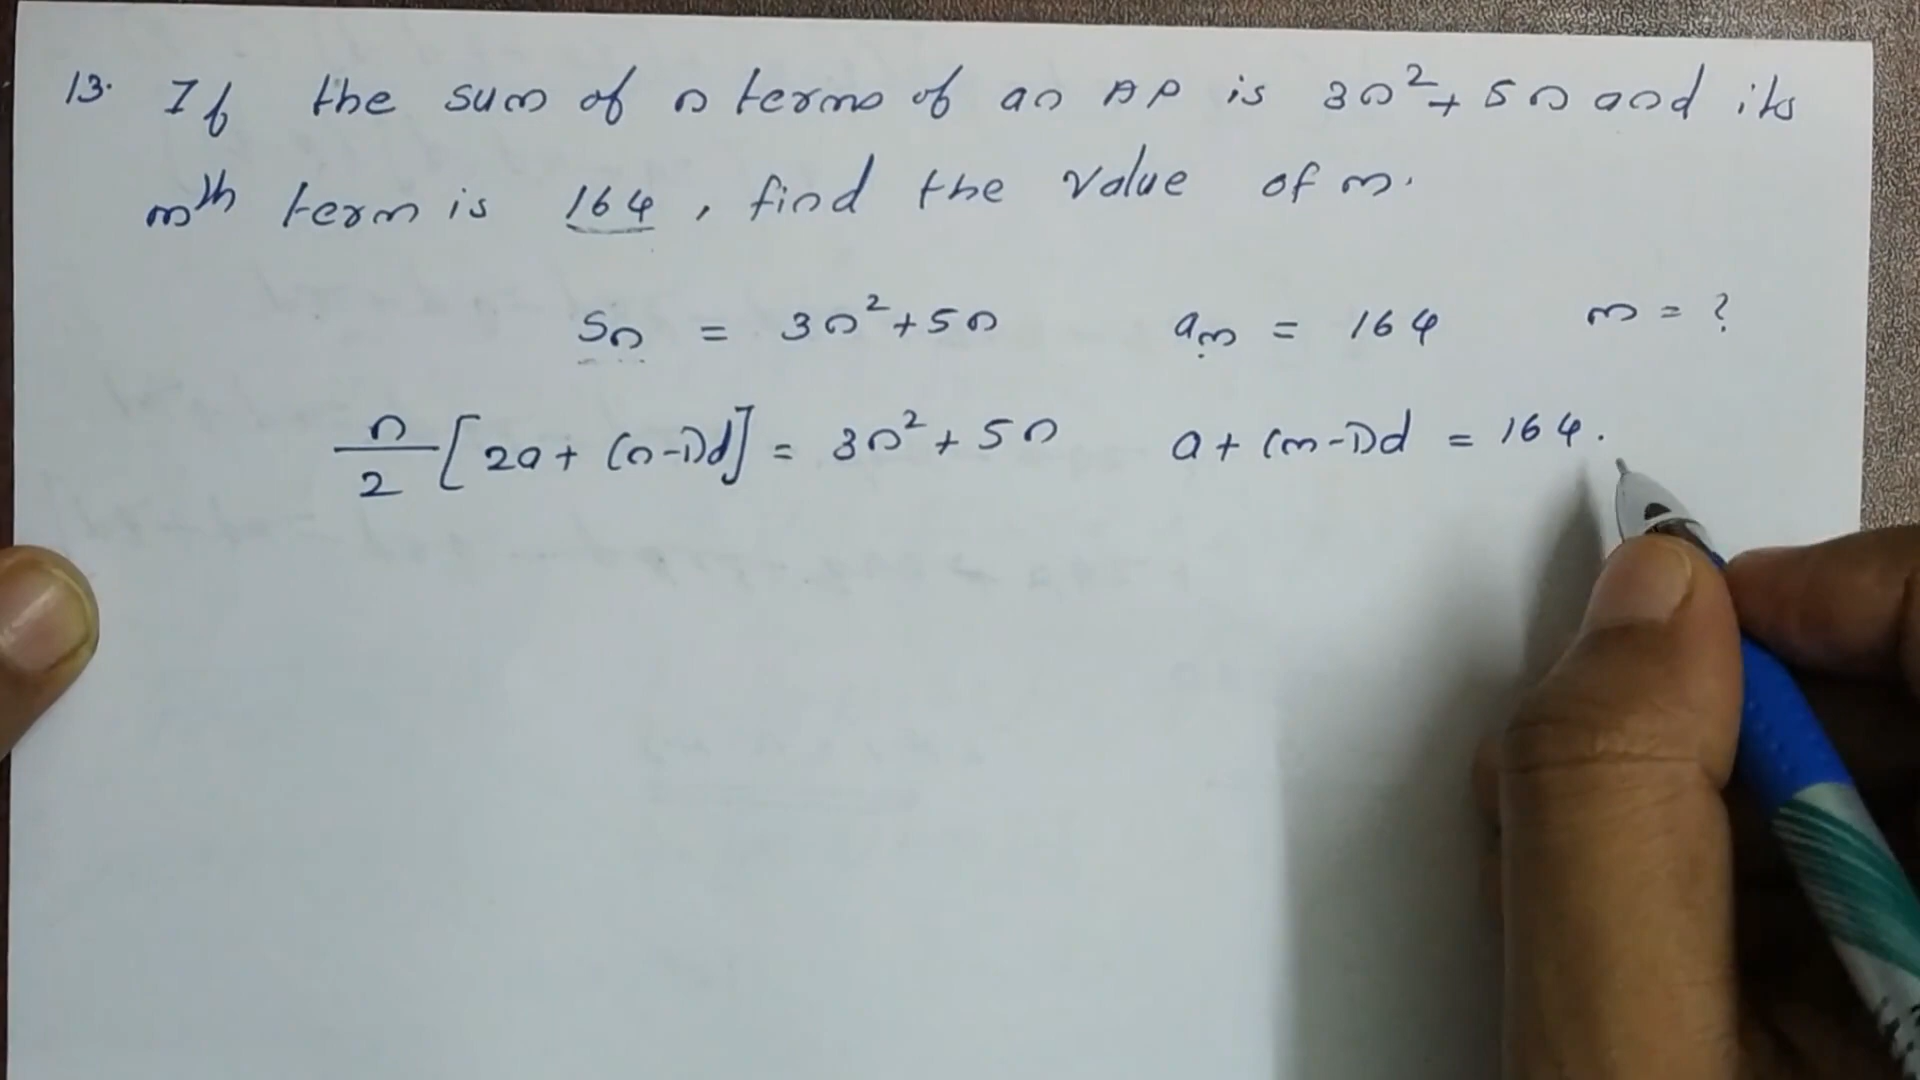 13. If the sum of n terms of an AP is 3n²+5n and its
mth term is 164, find the value of m.
Sn = 3n²+5n am = 164 m = ?
n/2 [2a+(n-1)d] = 3n²+5n a+(m-1)d = 164.